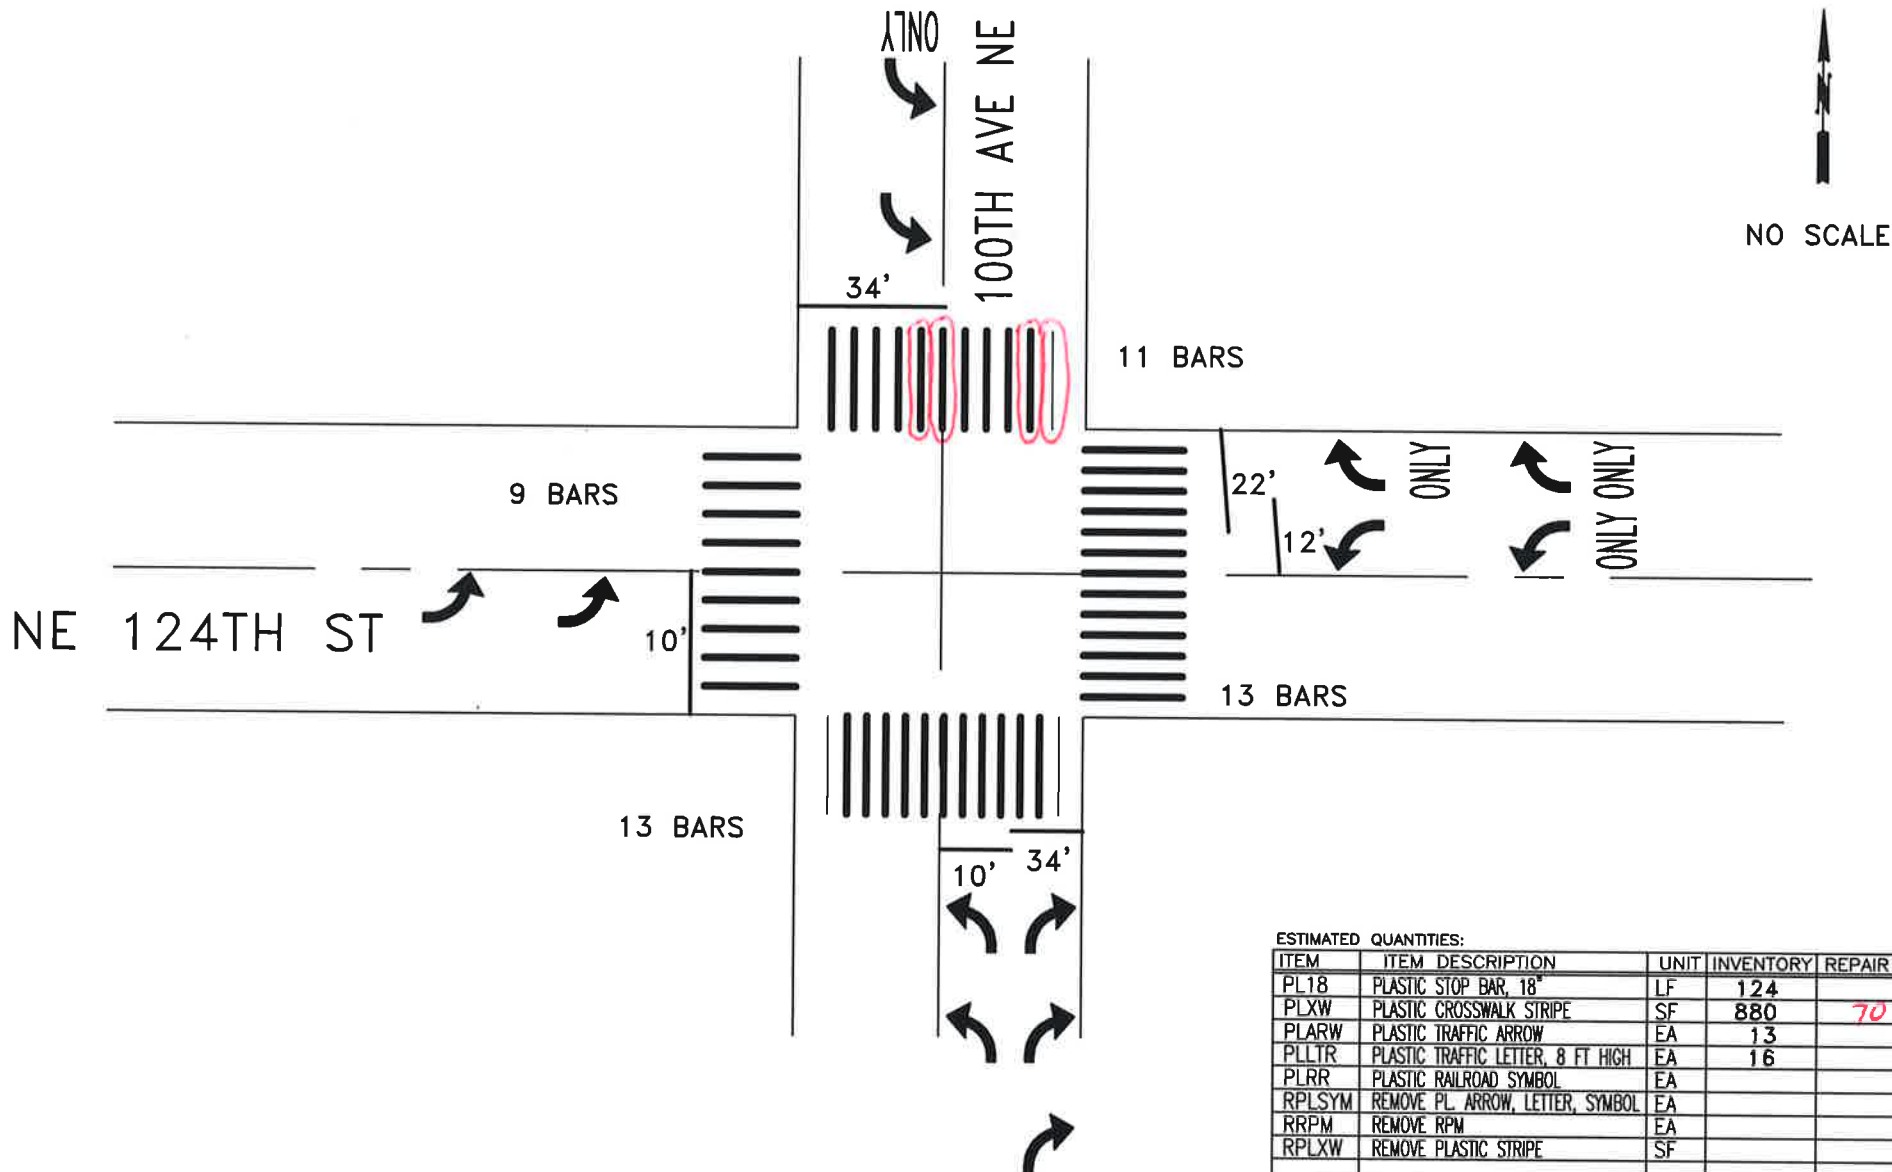 ONLY
100TH AVE NE
N
NO SCALE
34'
11 BARS
9 BARS
22'
12'
ONLY
ONLY ONLY
NE 124TH ST
10'
13 BARS
13 BARS
10'
34'
ESTIMATED QUANTITIES:
ITEM ITEM DESCRIPTION UNIT INVENTORY REPAIR
PL18 PLASTIC STOP BAR, 18" LF 124
PLXW PLASTIC CROSSWALK STRIPE SF 880 70
PLARW PLASTIC TRAFFIC ARROW EA 13
PLLTR PLASTIC TRAFFIC LETTER, 8 FT HIGH EA 16
PLRR PLASTIC RAILROAD SYMBOL EA
RPLSYM REMOVE PL. ARROW, LETTER, SYMBOL EA
RRPM REMOVE RPM EA
RPLXW REMOVE PLASTIC STRIPE SF